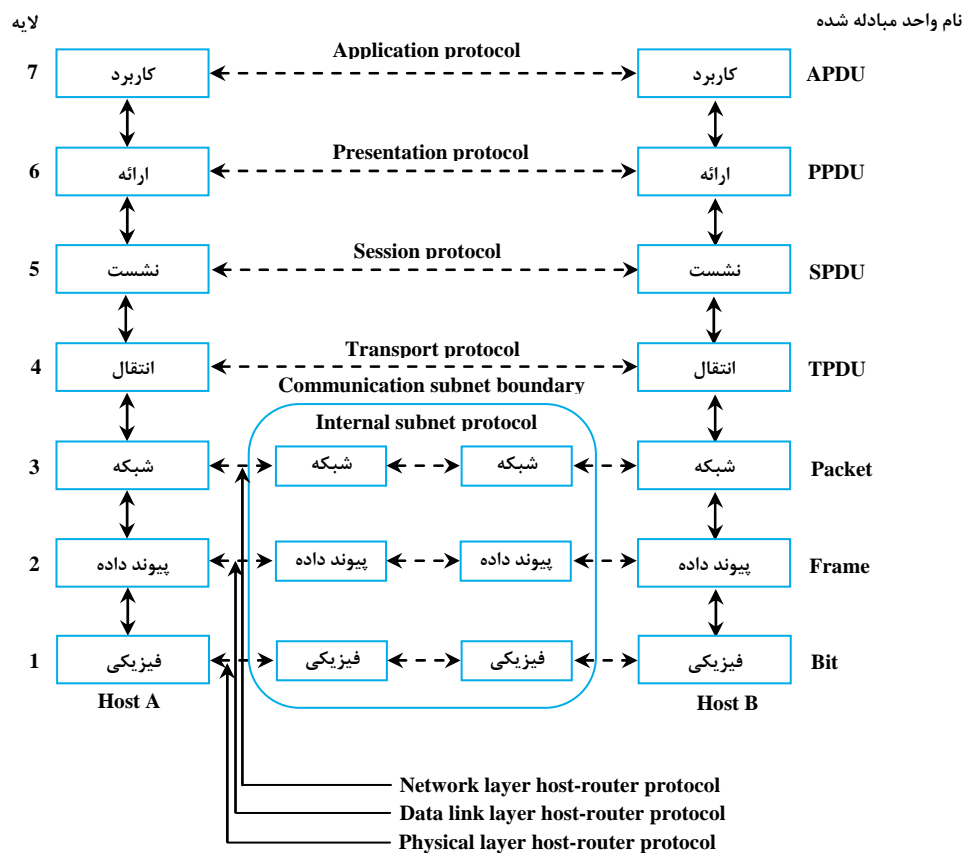 لایه
نام واحد مبادله شده
Application protocol
7
کاربرد
کاربرد
APDU
Presentation protocol
6
ارائه
ارائه
PPDU
Session protocol
5
نشست
نشست
SPDU
Transport protocol
4
انتقال
انتقال
TPDU
Communication subnet boundary
Internal subnet protocol
3
شبکه
شبکه
شبکه
شبکه
Packet
2
پیوند داده
پیوند داده
پیوند داده
پیوند داده
Frame
1
فیزیکی
فیزیکی
فیزیکی
فیزیکی
Bit
Host A
Host B
Network layer host-router protocol
Data link layer host-router protocol
Physical layer host-router protocol